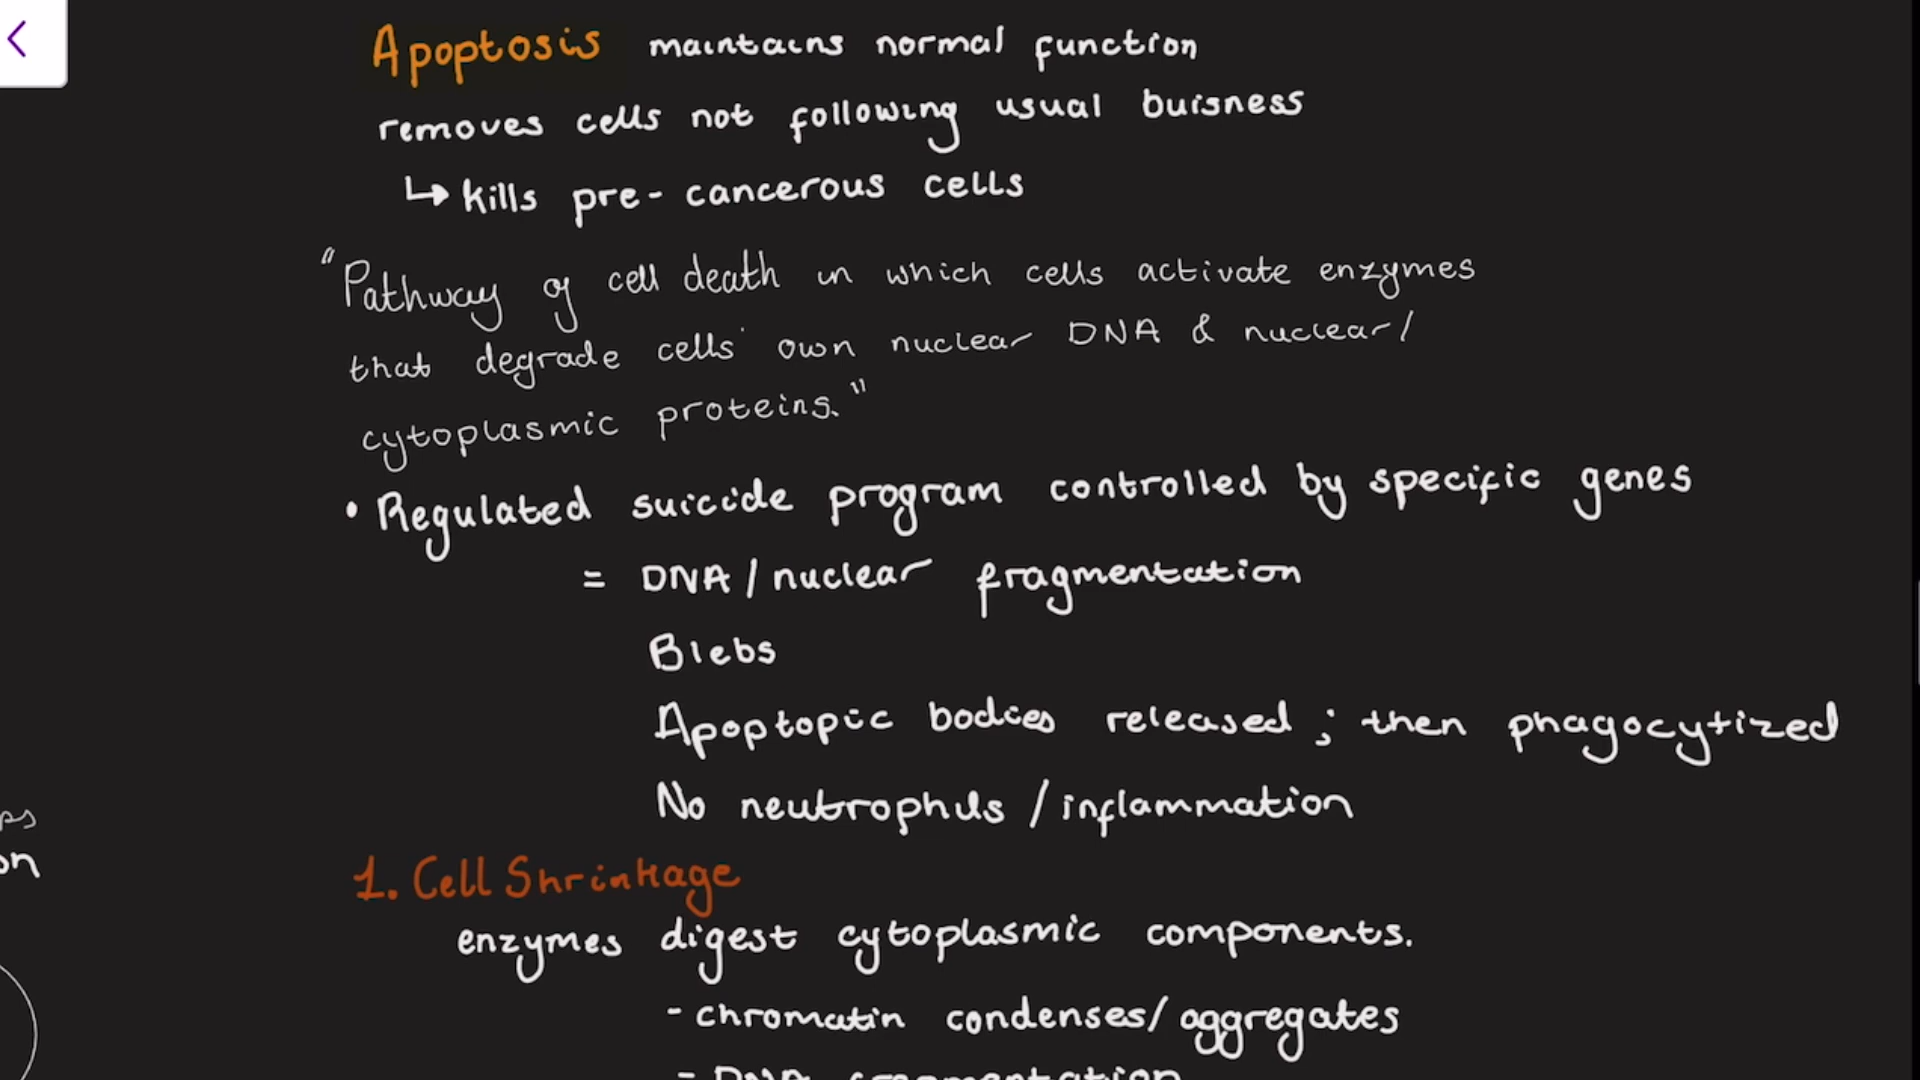 Apoptosis maintains normal function
removes cells not following usual buisness
↳ kills pre-cancerous cells
"Pathway of cell death in which cells activate enzymes
that degrade cells' own nuclear DNA & nuclear/
cytoplasmic proteins."
• Regulated suicide program controlled by specific genes
= DNA / nuclear fragmentation
Blebs
Apoptopic bodies released ; then phagocytized
No neutrophils / inflammation
1. Cell Shrinkage
enzymes digest cytoplasmic components.
- chromatin condenses/ aggregates
= DNA fragmentation